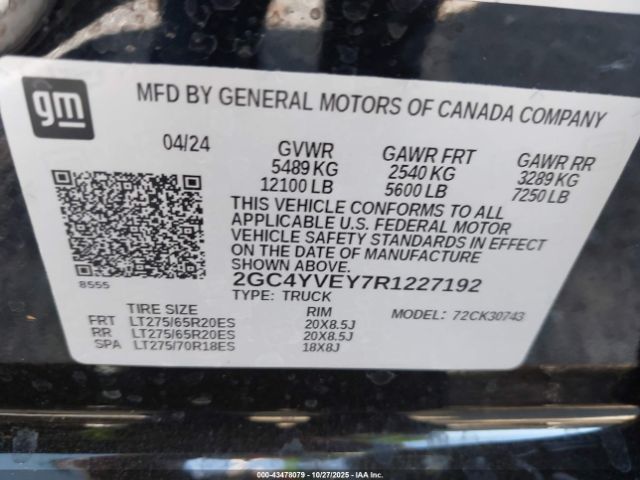 gm
MFD BY GENERAL MOTORS OF CANADA COMPANY
04/24 GVWR GAWR FRT GAWR RR
5489 KG 2540 KG 3289 KG
12100 LB 5600 LB 7250 LB
THIS VEHICLE CONFORMS TO ALL
APPLICABLE U.S. FEDERAL MOTOR
VEHICLE SAFETY STANDARDS IN EFFECT
ON THE DATE OF MANUFACTURE
SHOWN ABOVE.
8555 2GC4YVEY7R1227192
TYPE: TRUCK MODEL: 72CK30743
TIRE SIZE RIM
FRT LT275/65R20ES 20X8.5J
RR LT275/65R20ES 20X8.5J
SPA LT275/70R18ES 18X8J
000-43478079 - 10/27/2025 - IAAI.COM